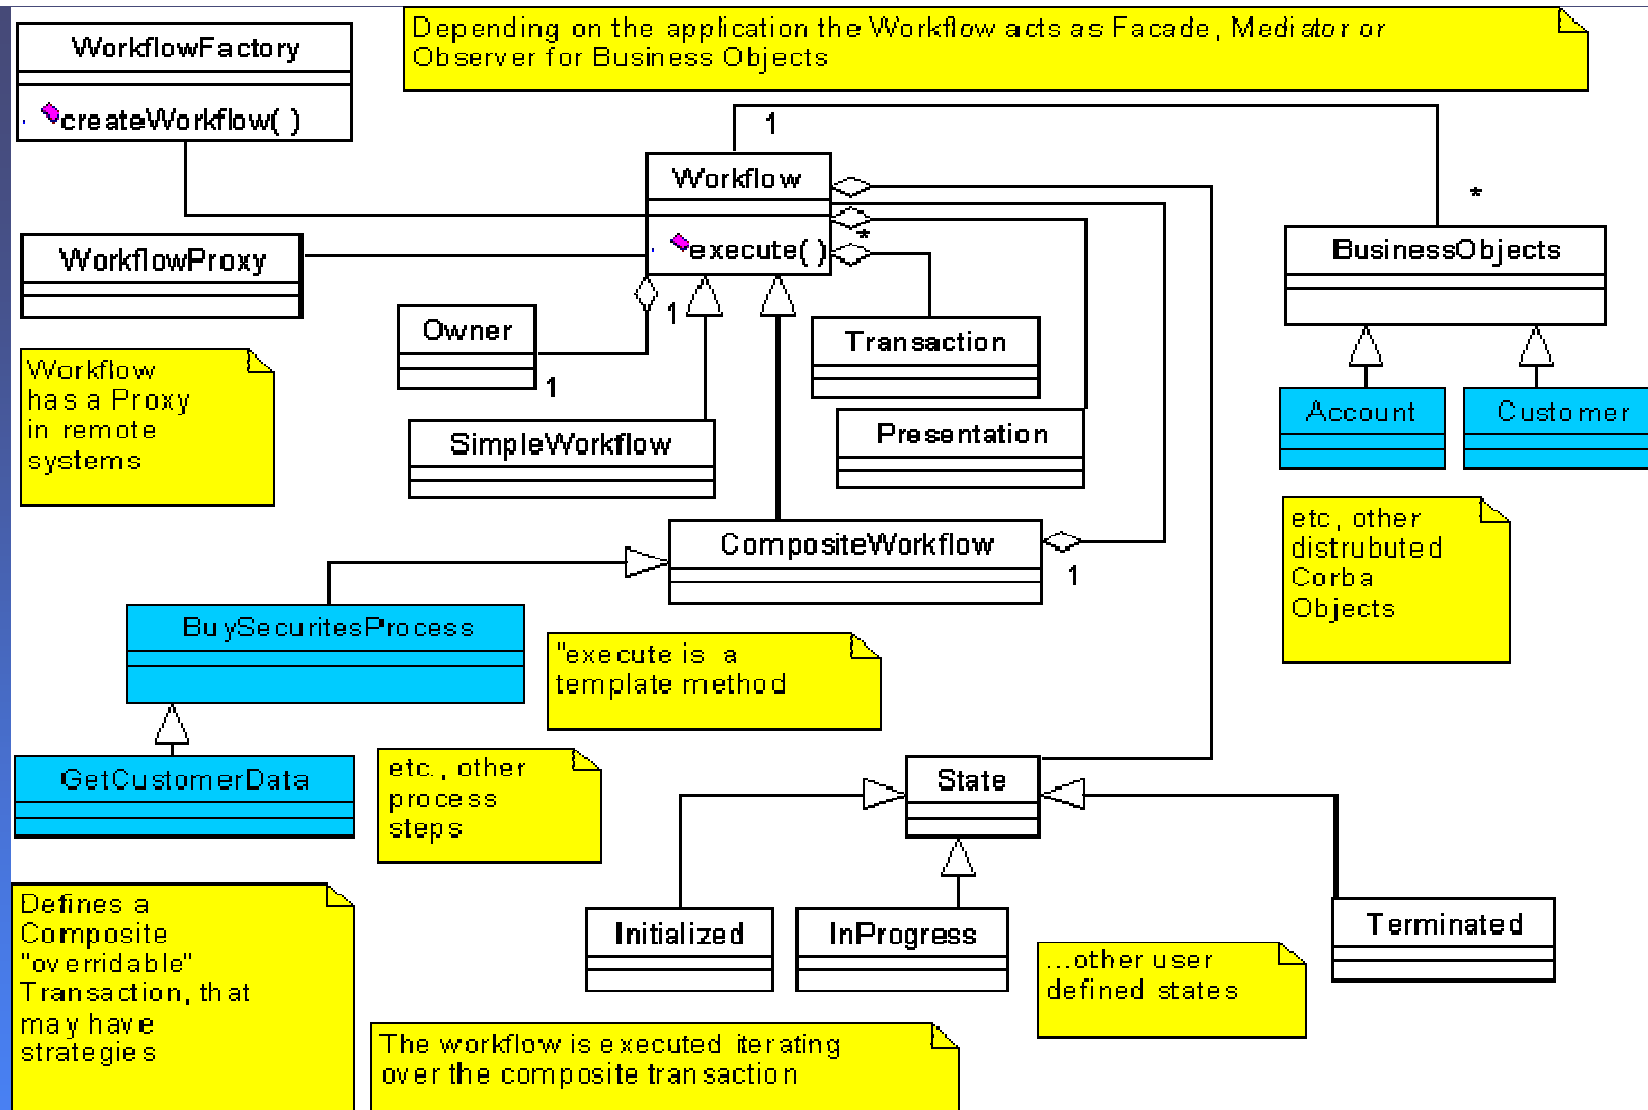 WorkflowFactory
createWorkflow( )
Depending on the application the Workflow acts as Facade, Mediator or
Observer for Business Objects
1
Workflow
execute( )
*
*
BusinessObjects
WorkflowProxy
Owner
1
1
Transaction
Workflow
has a Proxy
in remote
systems
SimpleWorkflow
Presentation
Account
Customer
CompositeWorkflow
1
etc, other
distrubuted
Corba
Objects
BuySecuritesProcess
"execute is a
template method
GetCustomerData
etc., other
process
steps
State
Defines a
Composite
"overridable"
Transaction, that
may have
strategies
Initialized
InProgress
Terminated
...other user
defined states
The workflow is executed iterating
over the composite transaction